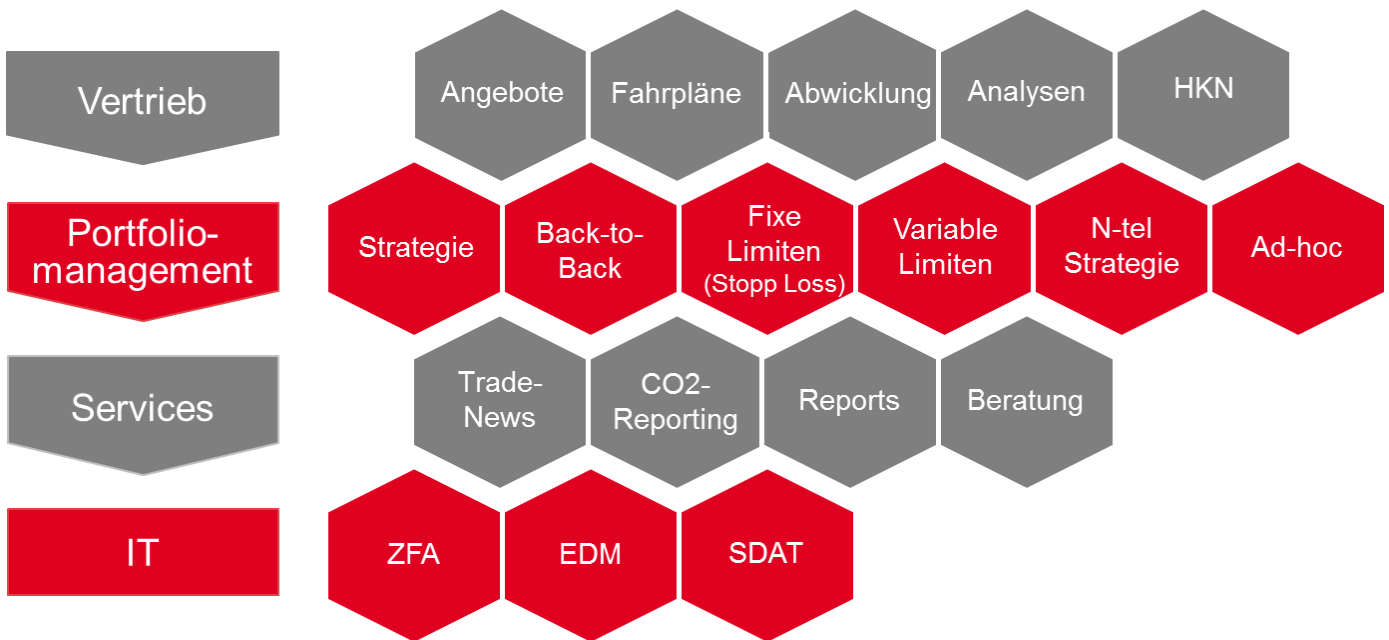 Vertrieb
Angebote
Fahrpläne
Abwicklung
Analysen
HKN
Portfolio-
management
Strategie
Back-to-
Back
Fixe
Limiten
(Stopp Loss)
Variable
Limiten
N-tel
Strategie
Ad-hoc
Services
Trade-
News
CO2-
Reporting
Reports
Beratung
IT
ZFA
EDM
SDAT